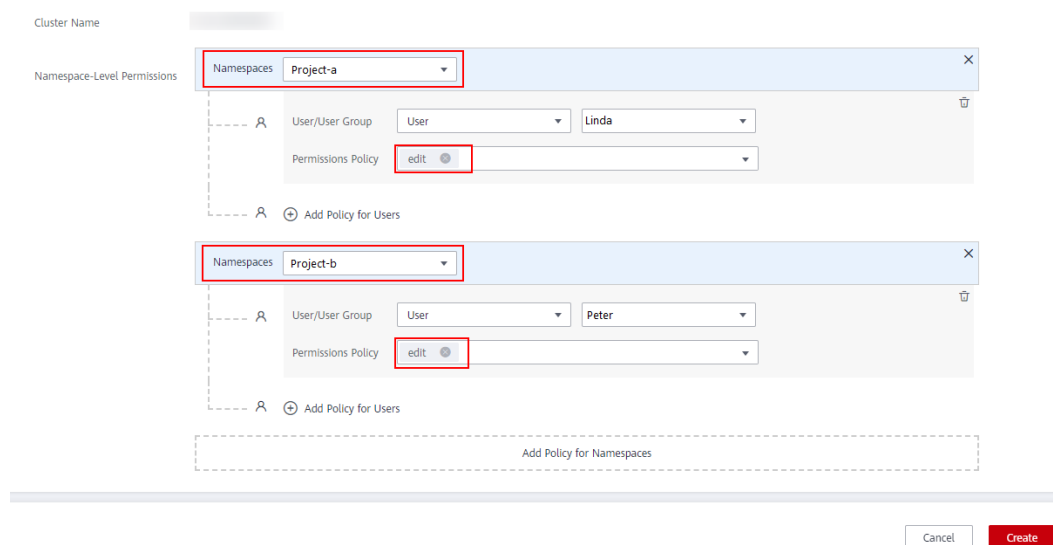 Cluster Name
Namespace-Level Permissions
Namespaces Project-a
User/User Group User Linda
Permissions Policy edit
Add Policy for Users
Namespaces Project-b
User/User Group User Peter
Permissions Policy edit
Add Policy for Users
Add Policy for Namespaces
Cancel Create